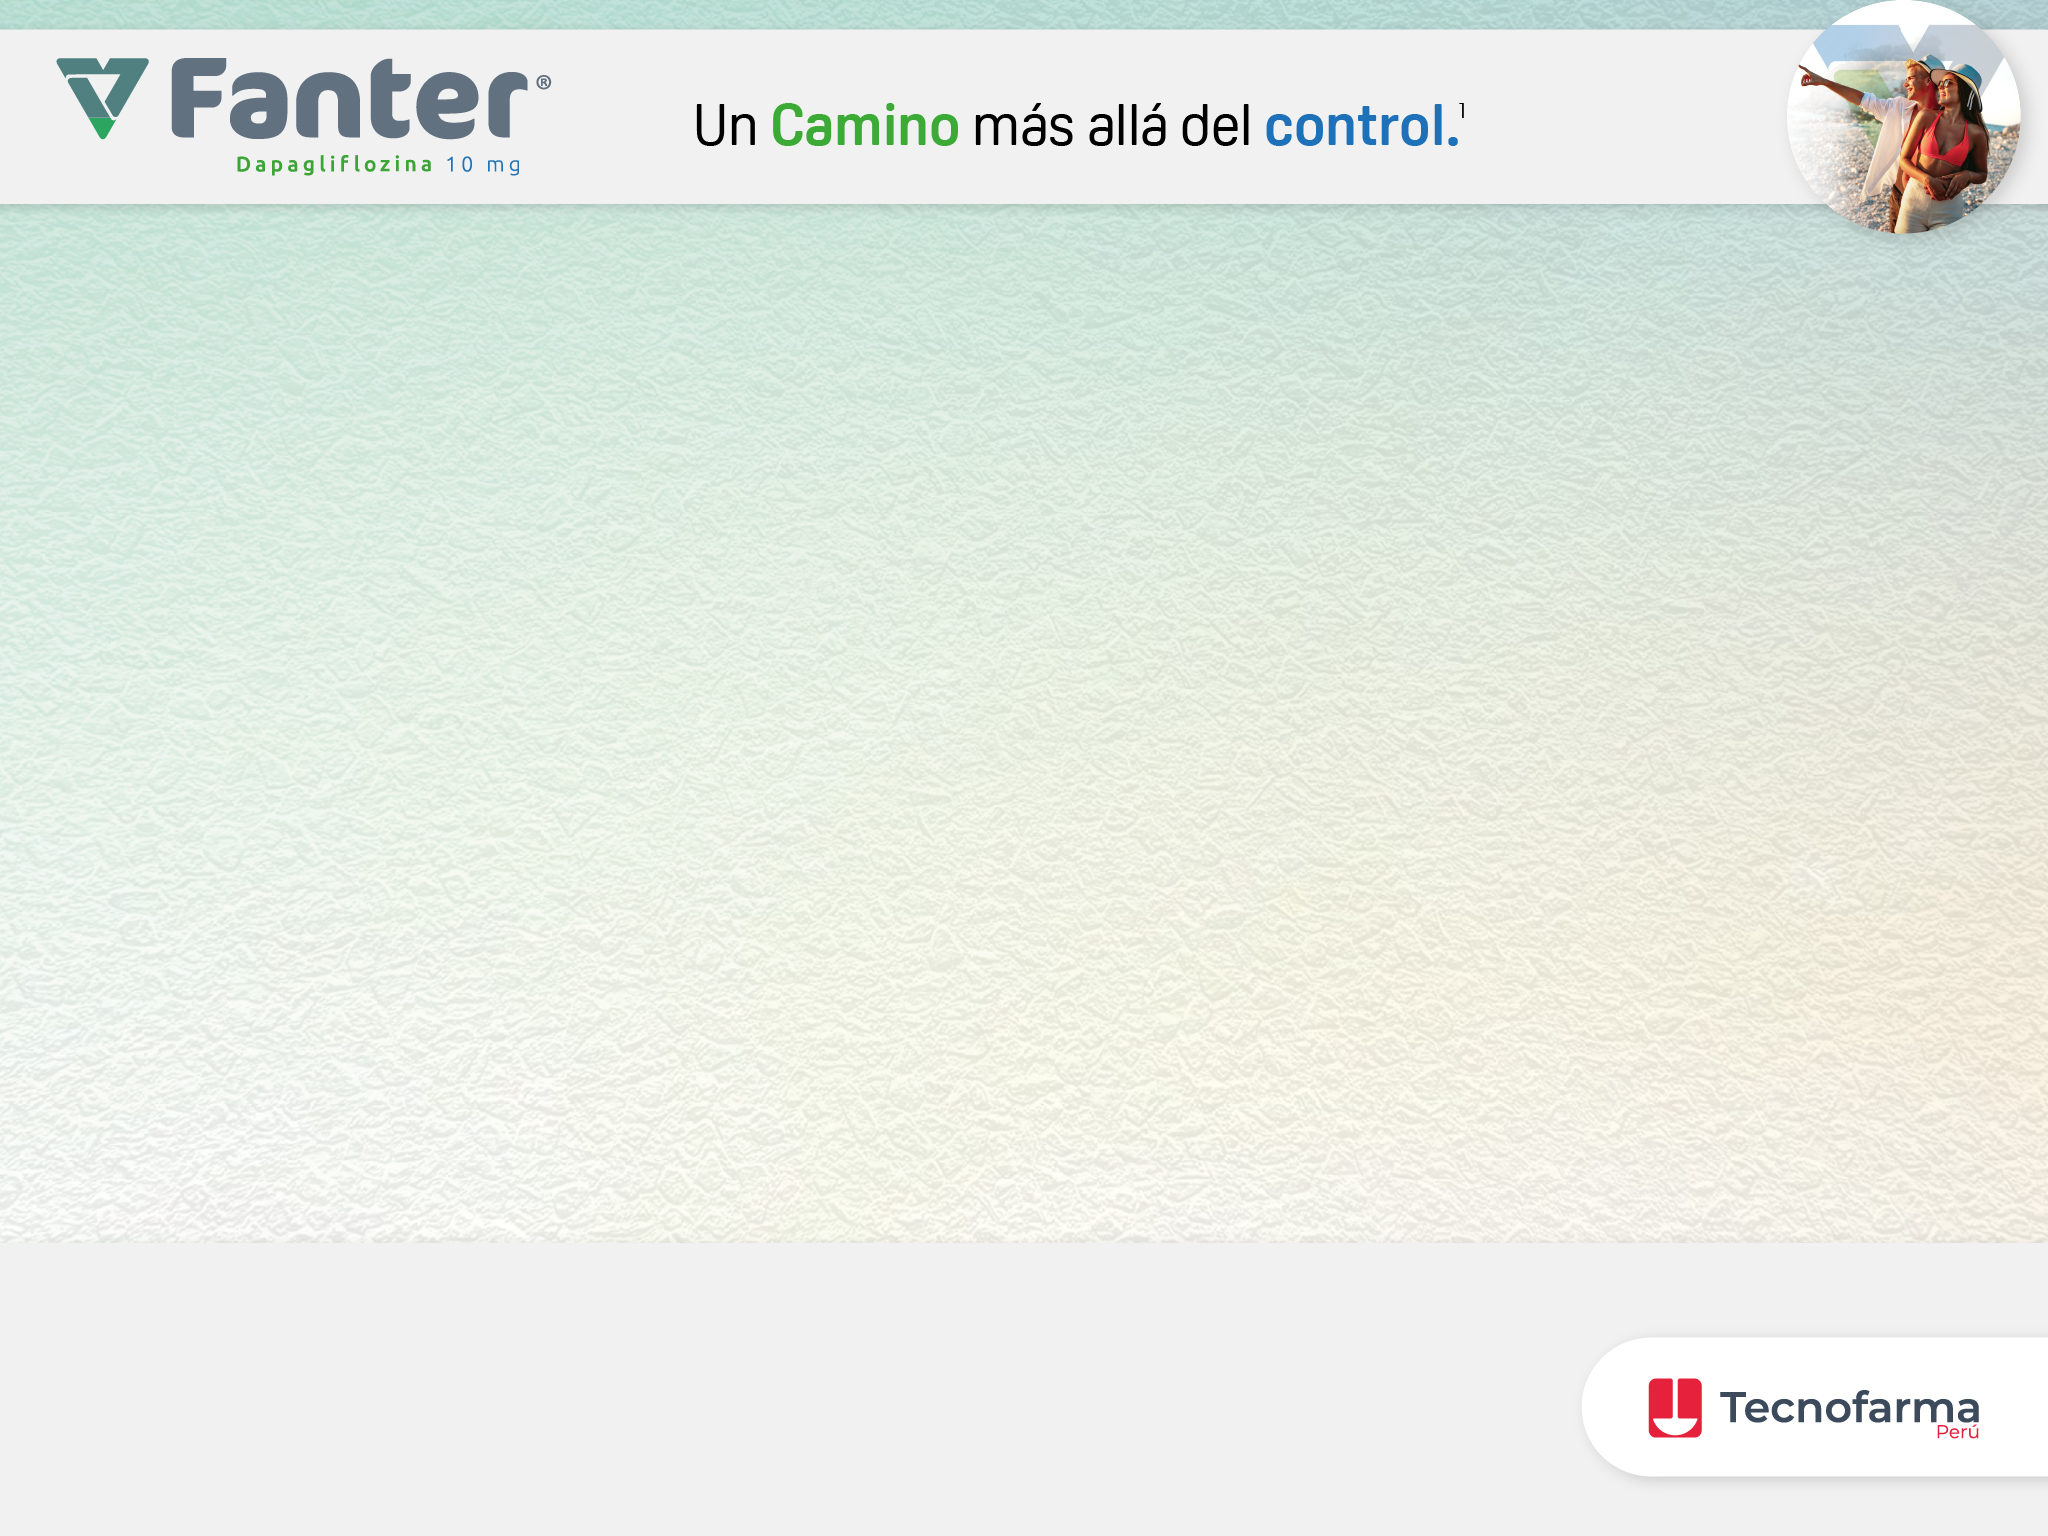 Fanter®
Dapagliflozina 10 mg
Un Camino más allá del control.¹
Tecnofarma
Perú